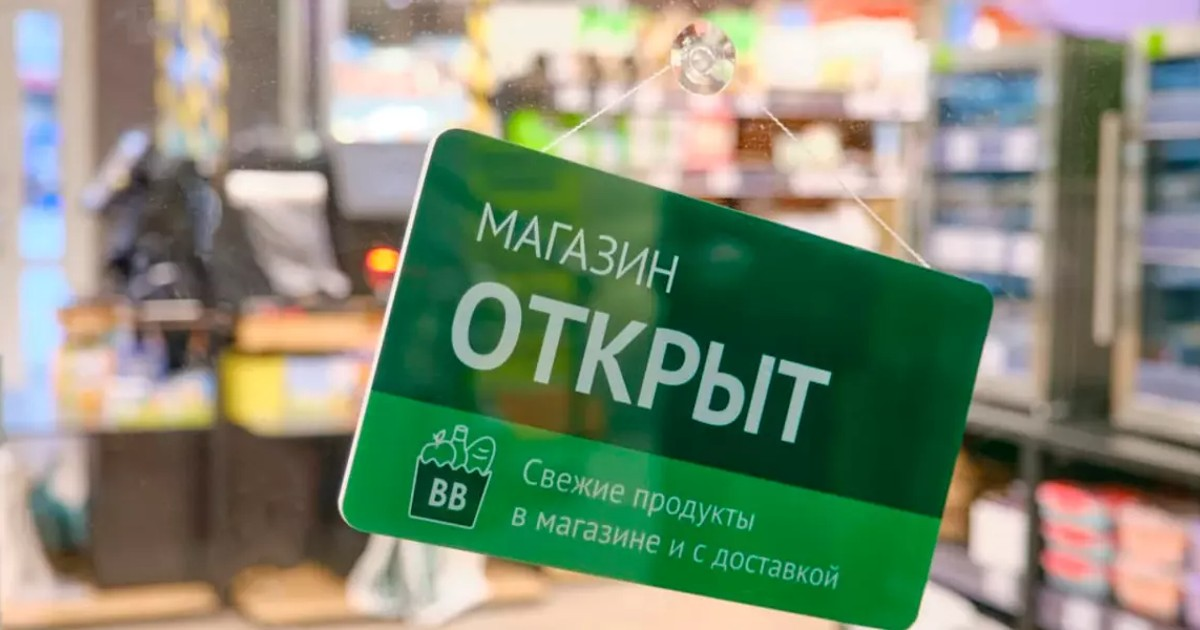 МАГАЗИН
ОТКРЫТ
ВВ
Свежие продукты
в магазине и с доставкой